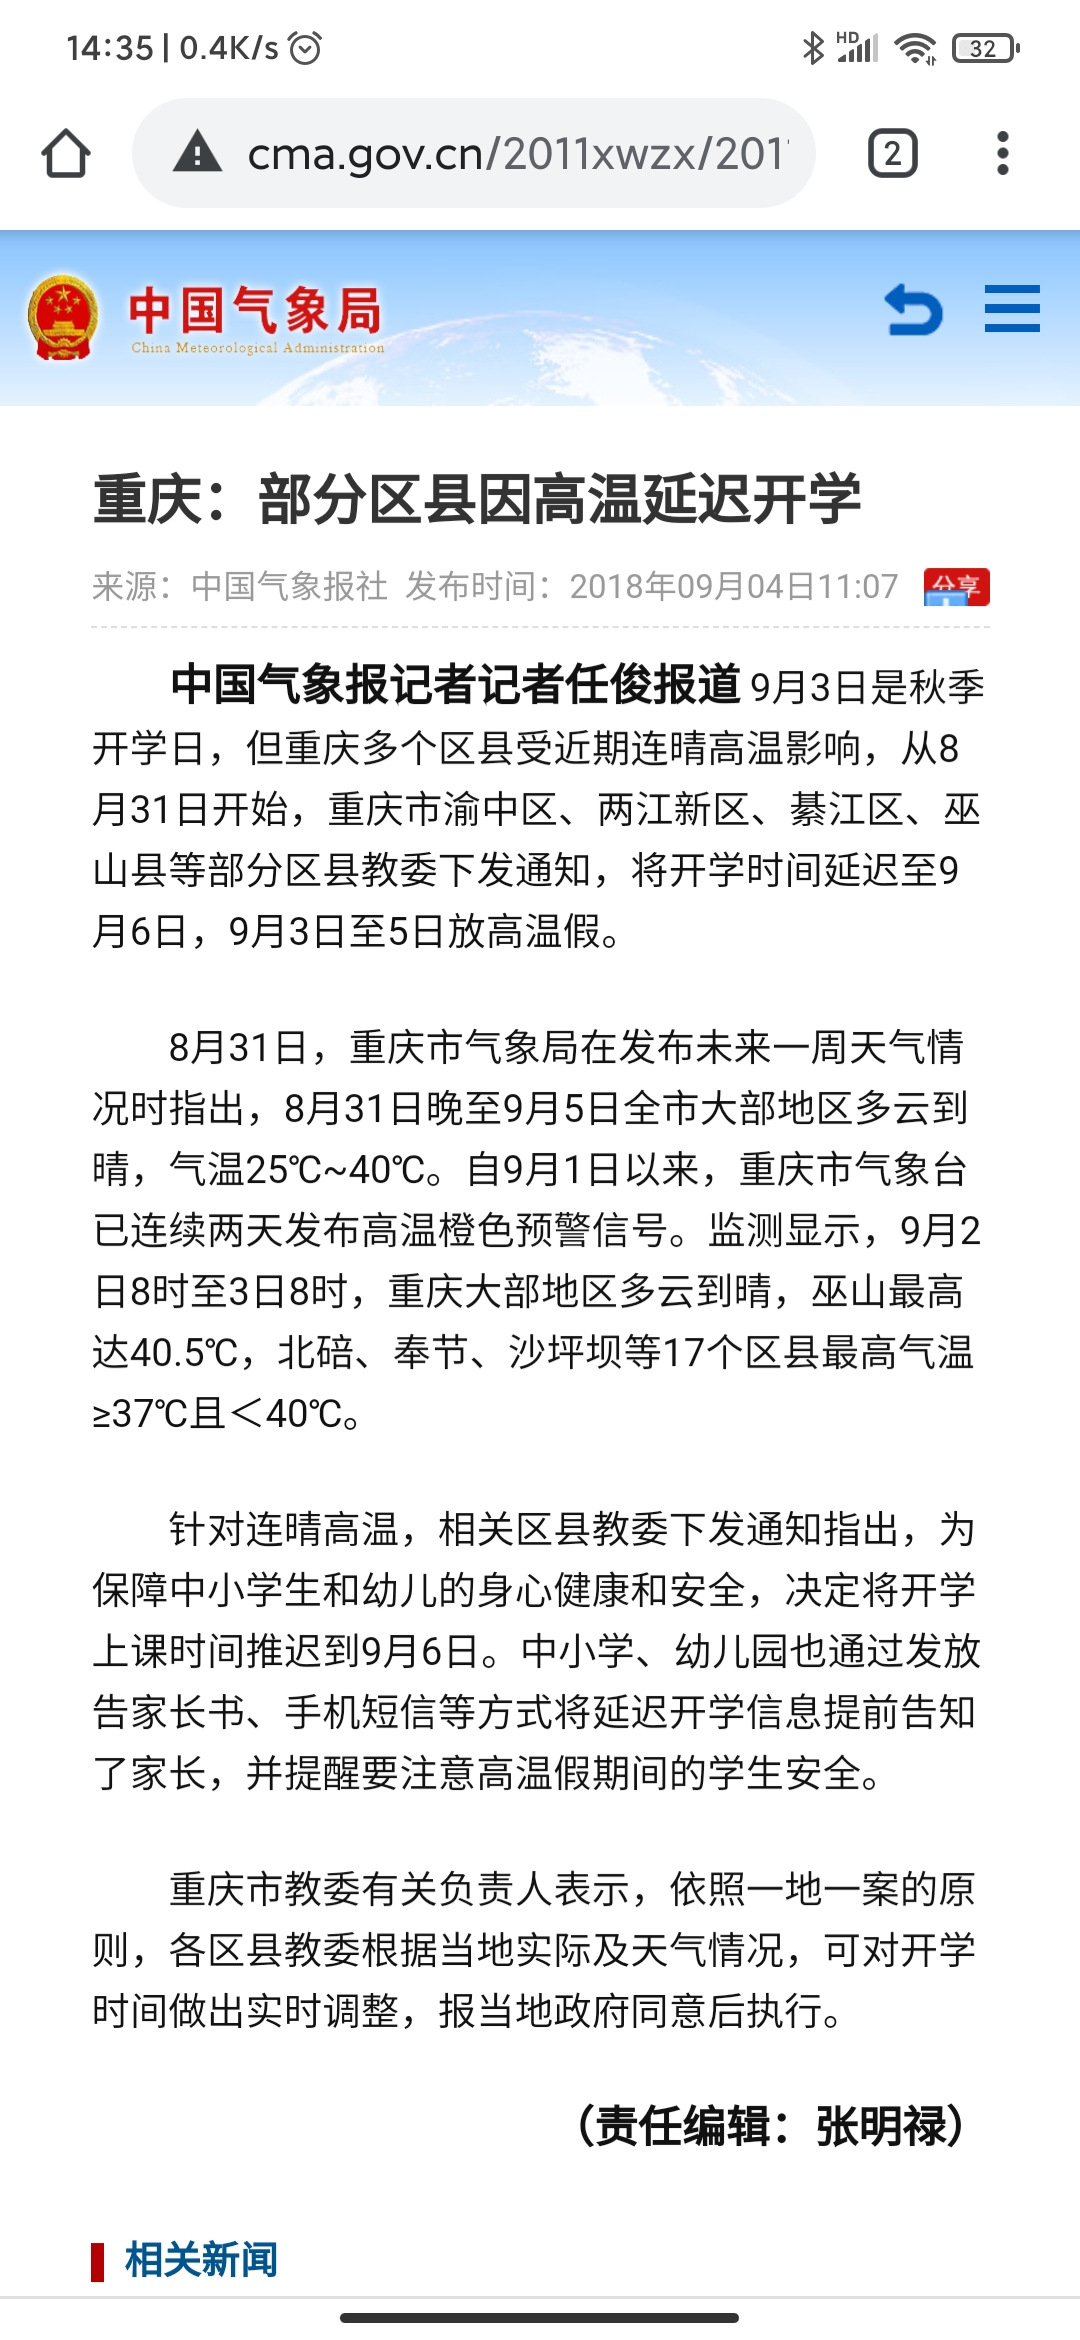 14:35 | 0.4K/s
HD
32
cma.gov.cn/2011xwzx/201
2
中国气象局
China Meteorological Administration
重庆：部分区县因高温延迟开学
来源：中国气象报社 发布时间：2018年09月04日11:07
分享
中国气象报记者记者任俊报道 9月3日是秋季
开学日，但重庆多个区县受近期连晴高温影响，从8
月31日开始，重庆市渝中区、两江新区、綦江区、巫
山县等部分区县教委下发通知，将开学时间延迟至9
月6日，9月3日至5日放高温假。
8月31日，重庆市气象局在发布未来一周天气情
况时指出，8月31日晚至9月5日全市大部地区多云到
晴，气温25℃~40℃。自9月1日以来，重庆市气象台
已连续两天发布高温橙色预警信号。监测显示，9月2
日8时至3日8时，重庆大部地区多云到晴，巫山最高
达40.5℃，北碚、奉节、沙坪坝等17个区县最高气温
≥37℃且＜40℃。
针对连晴高温，相关区县教委下发通知指出，为
保障中小学生和幼儿的身心健康和安全，决定将开学
上课时间推迟到9月6日。中小学、幼儿园也通过发放
告家长书、手机短信等方式将延迟开学信息提前告知
了家长，并提醒要注意高温假期间的学生安全。
重庆市教委有关负责人表示，依照一地一案的原
则，各区县教委根据当地实际及天气情况，可对开学
时间做出实时调整，报当地政府同意后执行。
（责任编辑：张明禄）
相关新闻